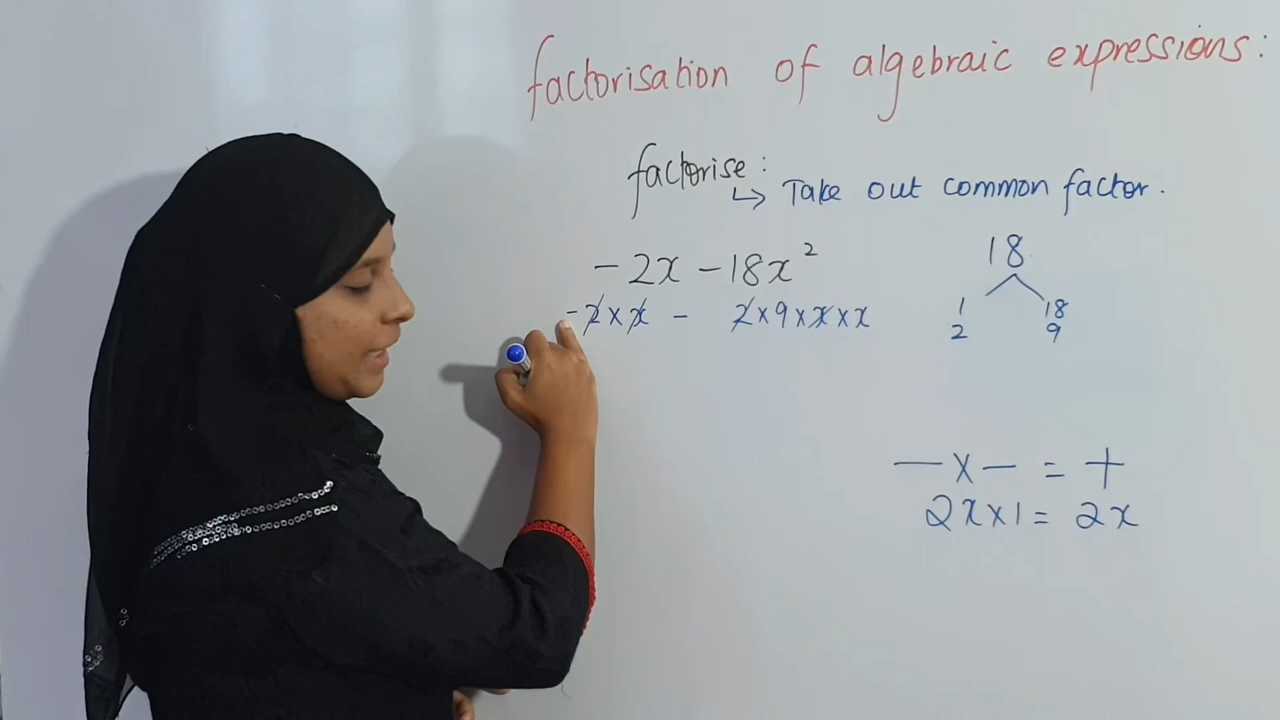 factorisation of algebraic expressions:
factorise:
↳ Take out common factor.
-2x -18x²
-2×x - 2×9×x×x
18
1 18
2 9
— x — = +
2x×1 = 2x